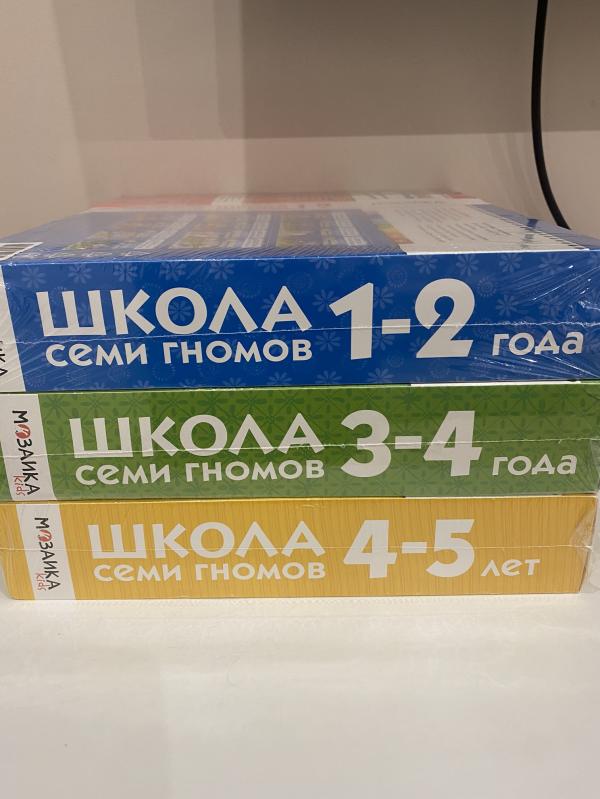 ШКОЛА
СЕМИ ГНОМОВ
1-2 ГОДА
МОЗАИКА
kids
ШКОЛА
СЕМИ ГНОМОВ
3-4 ГОДА
МОЗАИКА
kids
ШКОЛА
СЕМИ ГНОМОВ
4-5 ЛЕТ